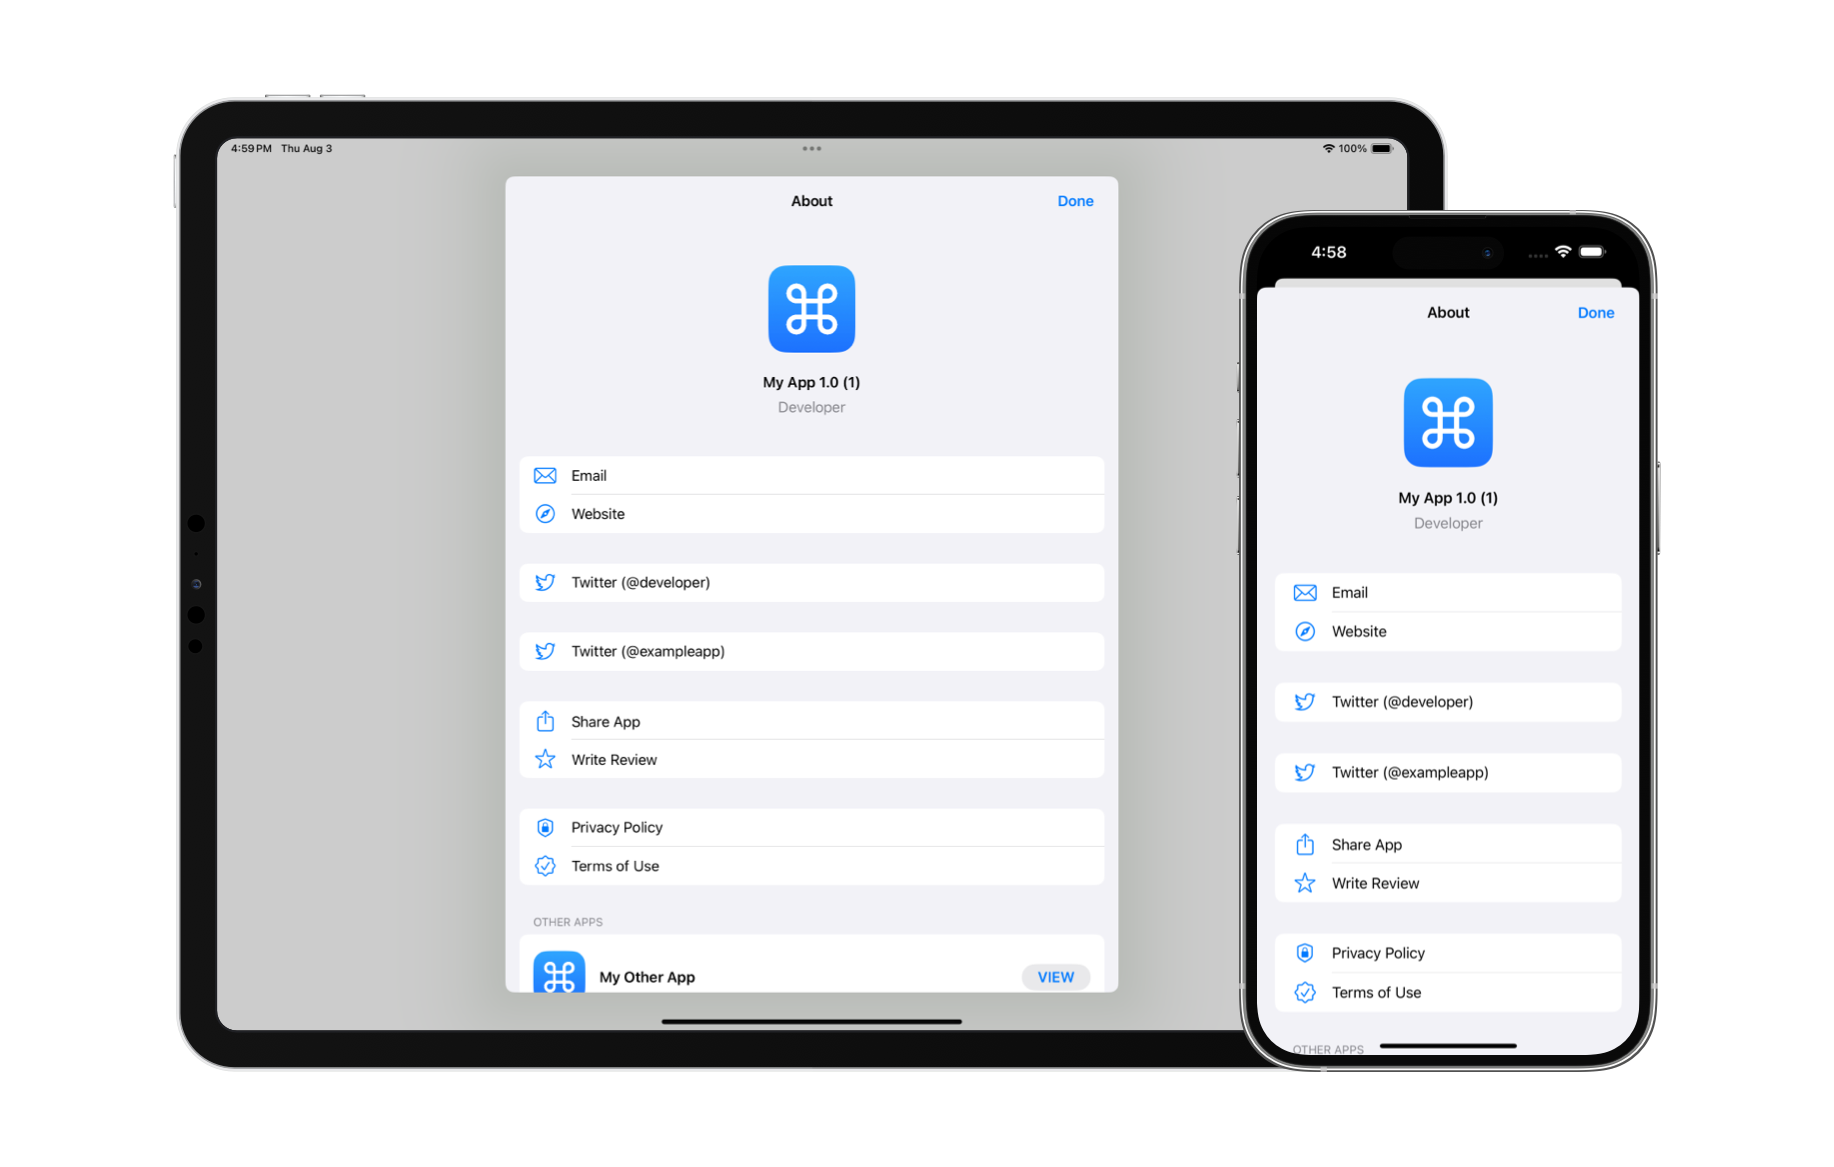 4:59 PM Thu Aug 3
100%
About
Done
My App 1.0 (1)
Developer
Email
Website
Twitter (@developer)
Twitter (@exampleapp)
Share App
Write Review
Privacy Policy
Terms of Use
OTHER APPS
My Other App
VIEW
4:58
About
Done
My App 1.0 (1)
Developer
Email
Website
Twitter (@developer)
Twitter (@exampleapp)
Share App
Write Review
Privacy Policy
Terms of Use
OTHER APPS